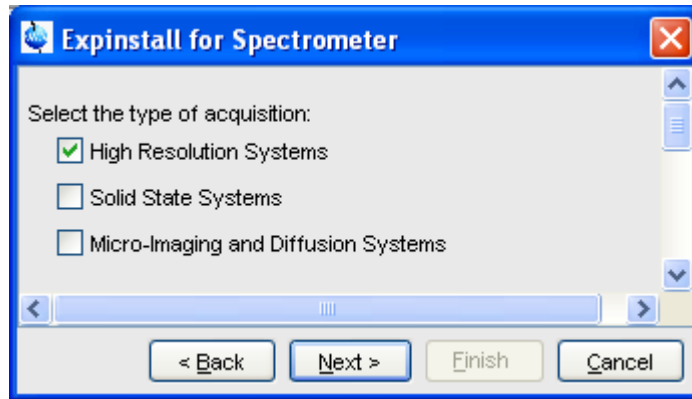 Expinstall for Spectrometer
Select the type of acquisition:
High Resolution Systems
Solid State Systems
Micro-Imaging and Diffusion Systems
< Back Next > Finish Cancel